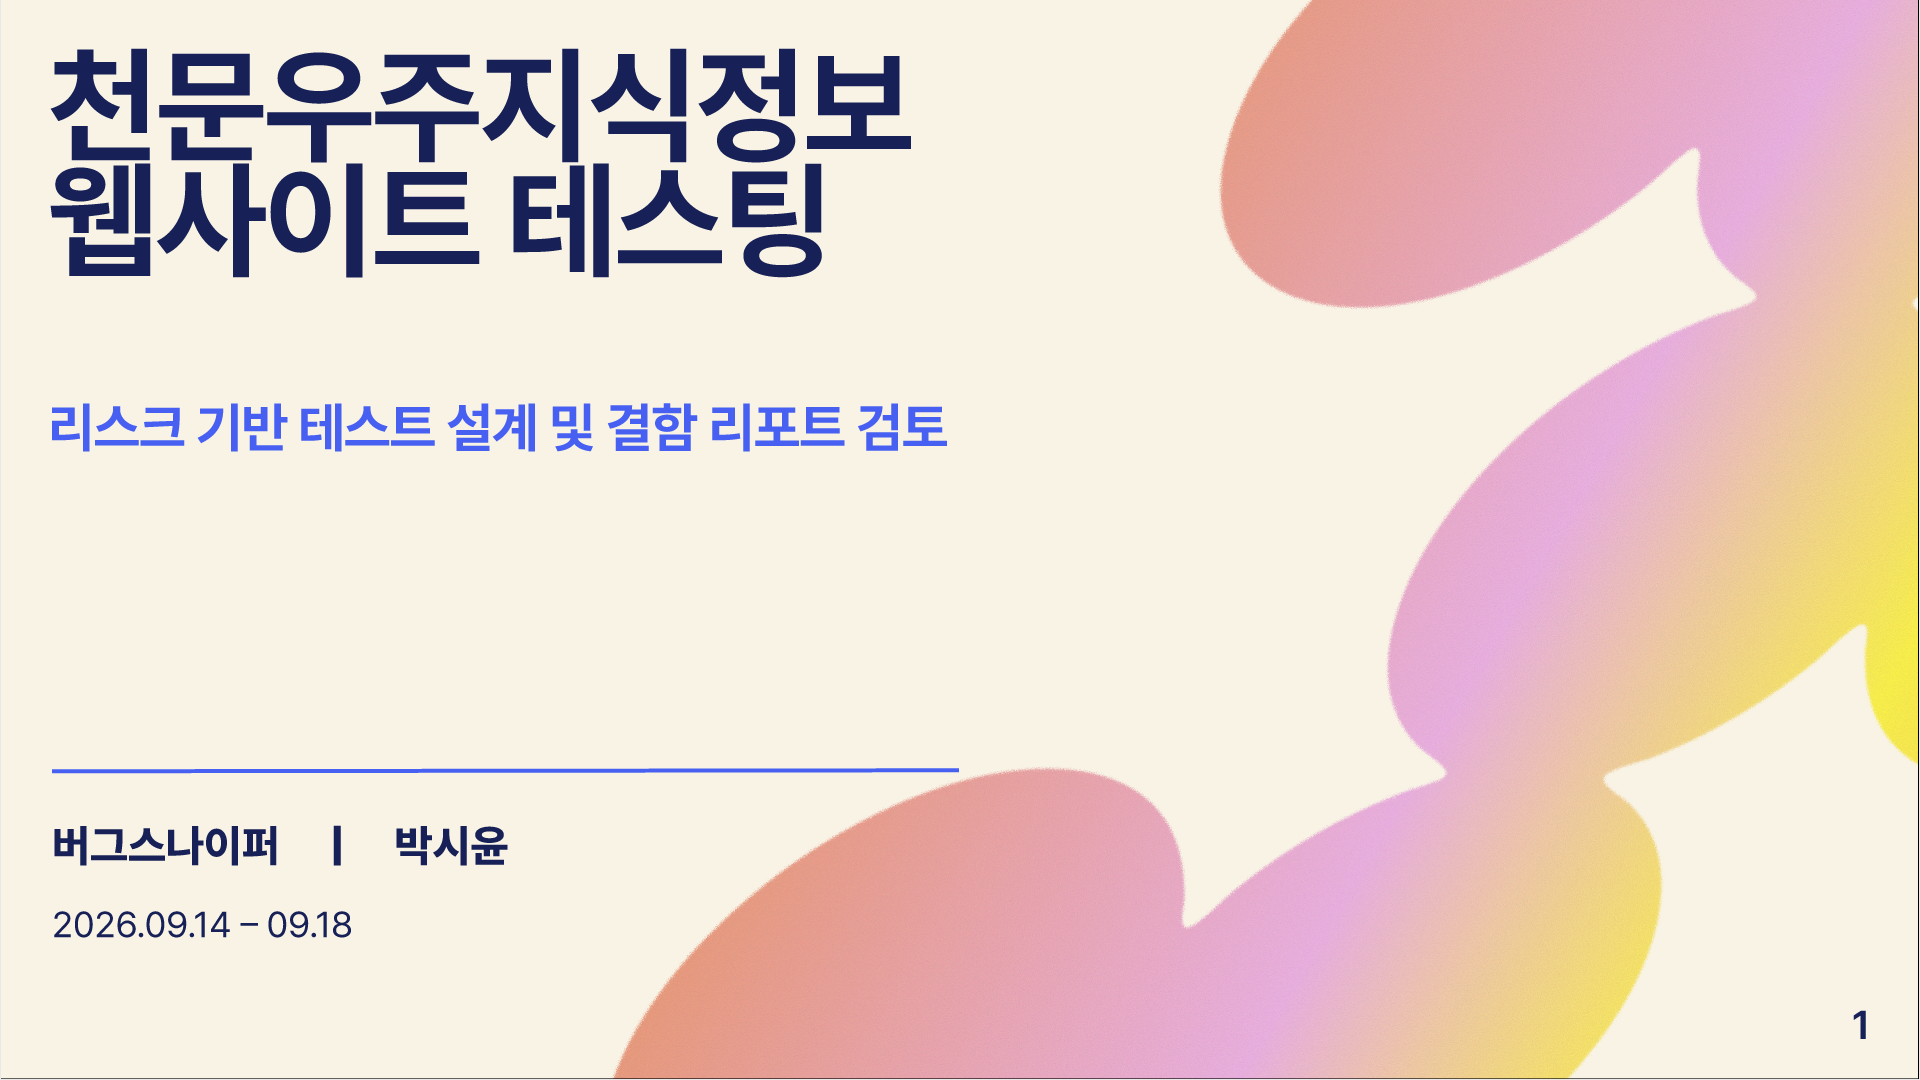 천문우주지식정보
웹사이트 테스팅
리스크 기반 테스트 설계 및 결함 리포트 검토
버그스나이퍼 | 박시윤
2026.09.14 – 09.18
1